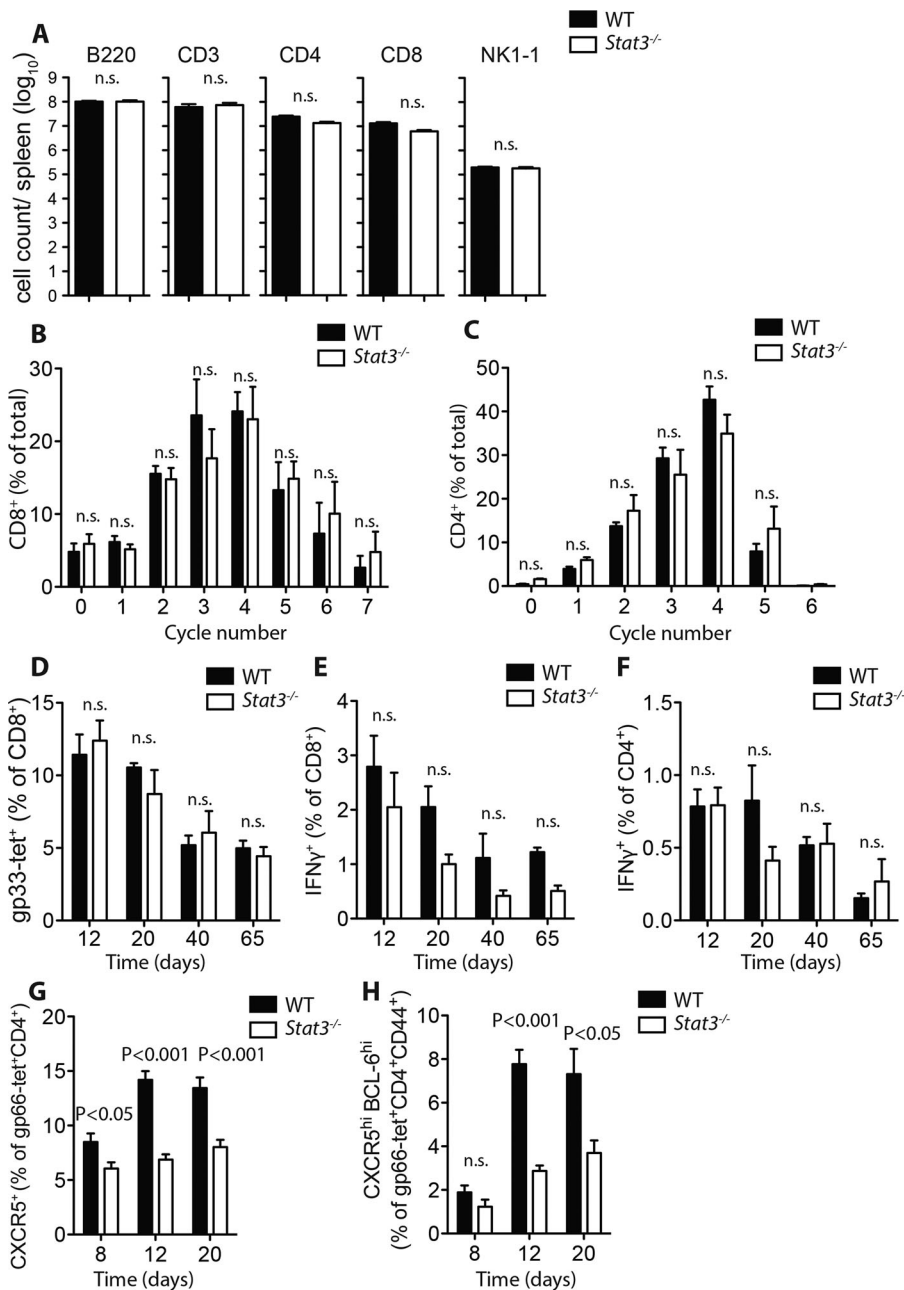 WT
Stat3-/-
A
B220 CD3 CD4 CD8 NK1-1
cell count/ spleen (log10)
9
8
7
6
5
4
3
2
1
0
n.s. n.s. n.s. n.s. n.s.
B
WT
Stat3-/-
CD8+ (% of total)
30
20
10
0
n.s. n.s. n.s. n.s. n.s. n.s. n.s. n.s.
0 1 2 3 4 5 6 7
Cycle number
C
WT
Stat3-/-
CD4+ (% of total)
50
40
30
20
10
0
n.s. n.s. n.s. n.s. n.s. n.s.
0 1 2 3 4 5 6
Cycle number
D
WT
Stat3-/-
gp33-tet+ (% of CD8+)
15
10
5
0
n.s. n.s. n.s. n.s.
12 20 40 65
Time (days)
E
WT
Stat3-/-
IFNγ+ (% of CD8+)
4
3
2
1
0
n.s. n.s. n.s. n.s.
12 20 40 65
Time (days)
F
WT
Stat3-/-
IFNγ+ (% of CD4+)
1.5
1.0
0.5
0.0
n.s. n.s. n.s. n.s.
12 20 40 65
Time (days)
G
WT
Stat3-/-
CXCR5+ (% of gp66-tet+CD4+)
20
15
10
5
0
P<0.05 P<0.001 P<0.001
8 12 20
Time (days)
H
WT
Stat3-/-
CXCR5hi BCL-6hi
(% of gp66-tet+CD4+CD44+)
10
8
6
4
2
0
n.s. P<0.001 P<0.05
8 12 20
Time (days)